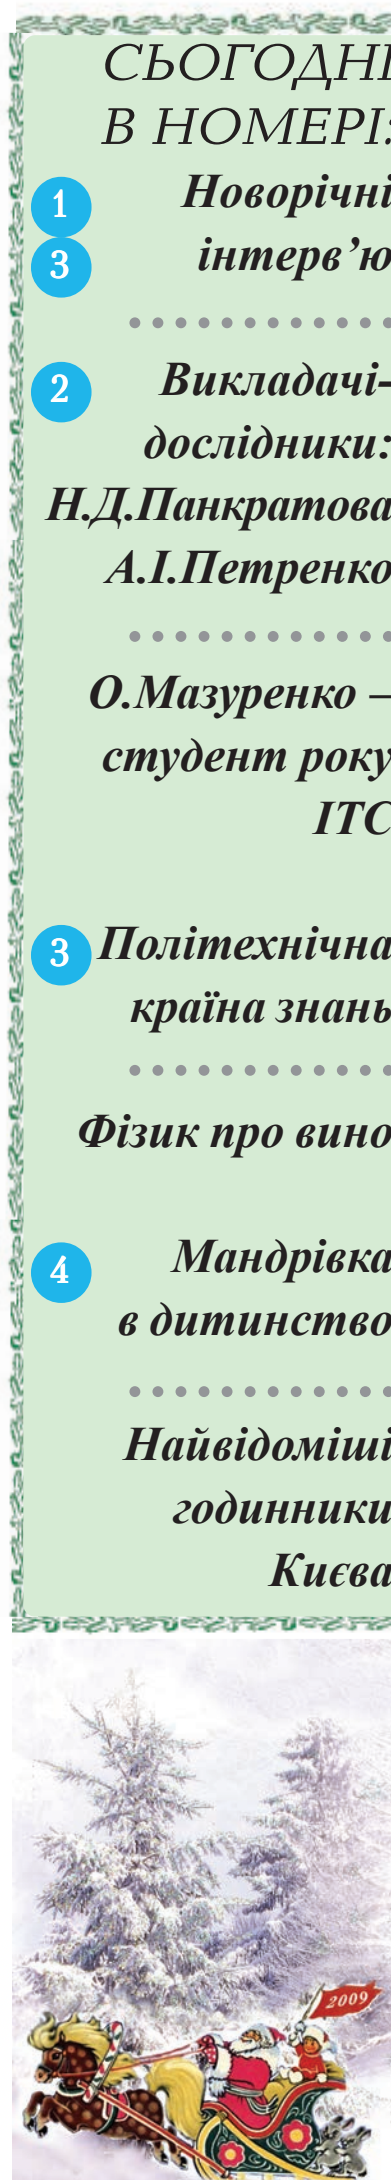 СЬОГОДНІ
В НОМЕРІ:
1 Новорічні
3 інтерв’ю
2 Викладачі-
дослідники:
Н.Д.Панкратова
А.І.Петренко
О.Мазуренко –
студент року
ІТС
3 Політехнічна
країна знань
Фізик про вино
4 Мандрівка
в дитинство
Найвідоміші
годинники
Києва
2009